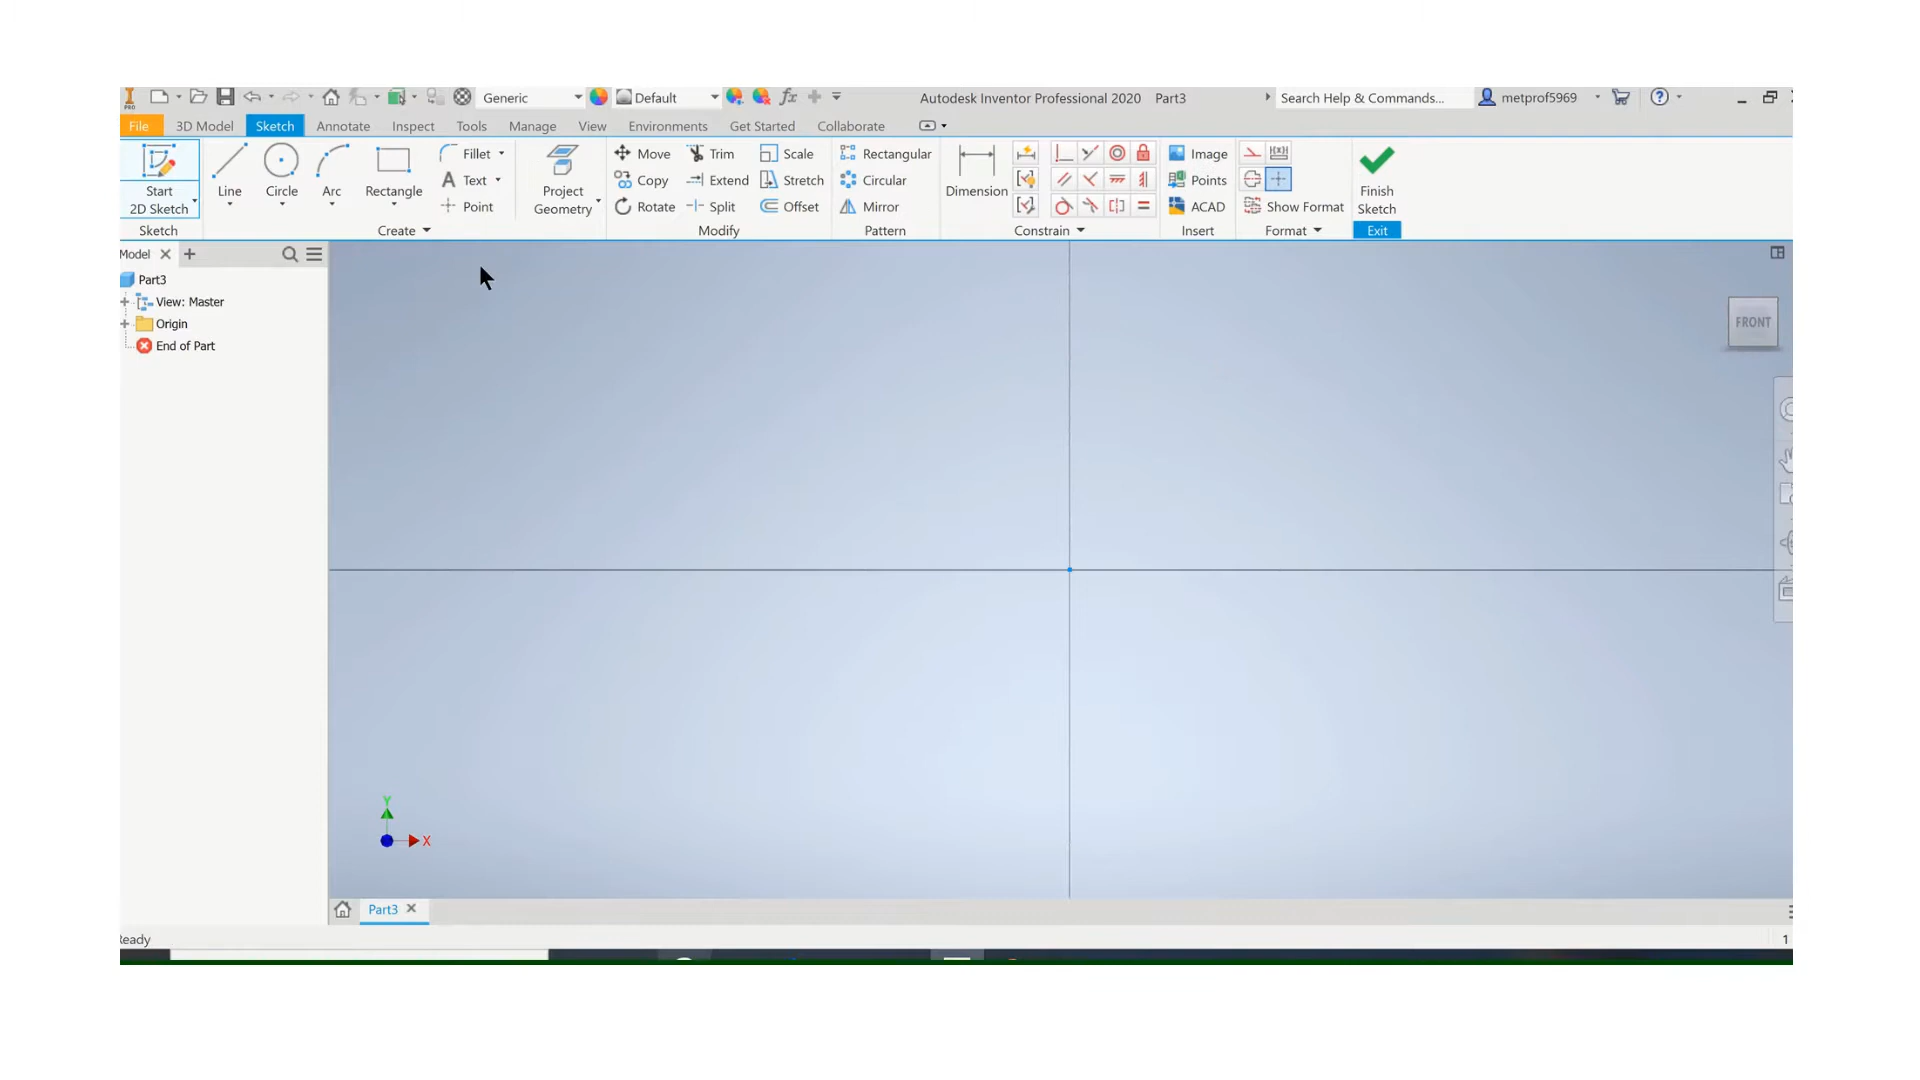 PRO Generic Default fx Autodesk Inventor Professional 2020 Part3 Search Help & Commands... metprof5969
File 3D Model Sketch Annotate Inspect Tools Manage View Environments Get Started Collaborate
Fillet Move Trim Scale Rectangular Image
Start 2D Sketch Line Circle Arc Rectangle Text Project Geometry Copy Extend Stretch Circular Dimension Points Finish Sketch
Point Rotate Split Offset Mirror ACAD Show Format
Sketch Create Modify Pattern Constrain Insert Format Exit
Model
Part3
View: Master
Origin
End of Part
FRONT
Y
X
Part3
Ready 1